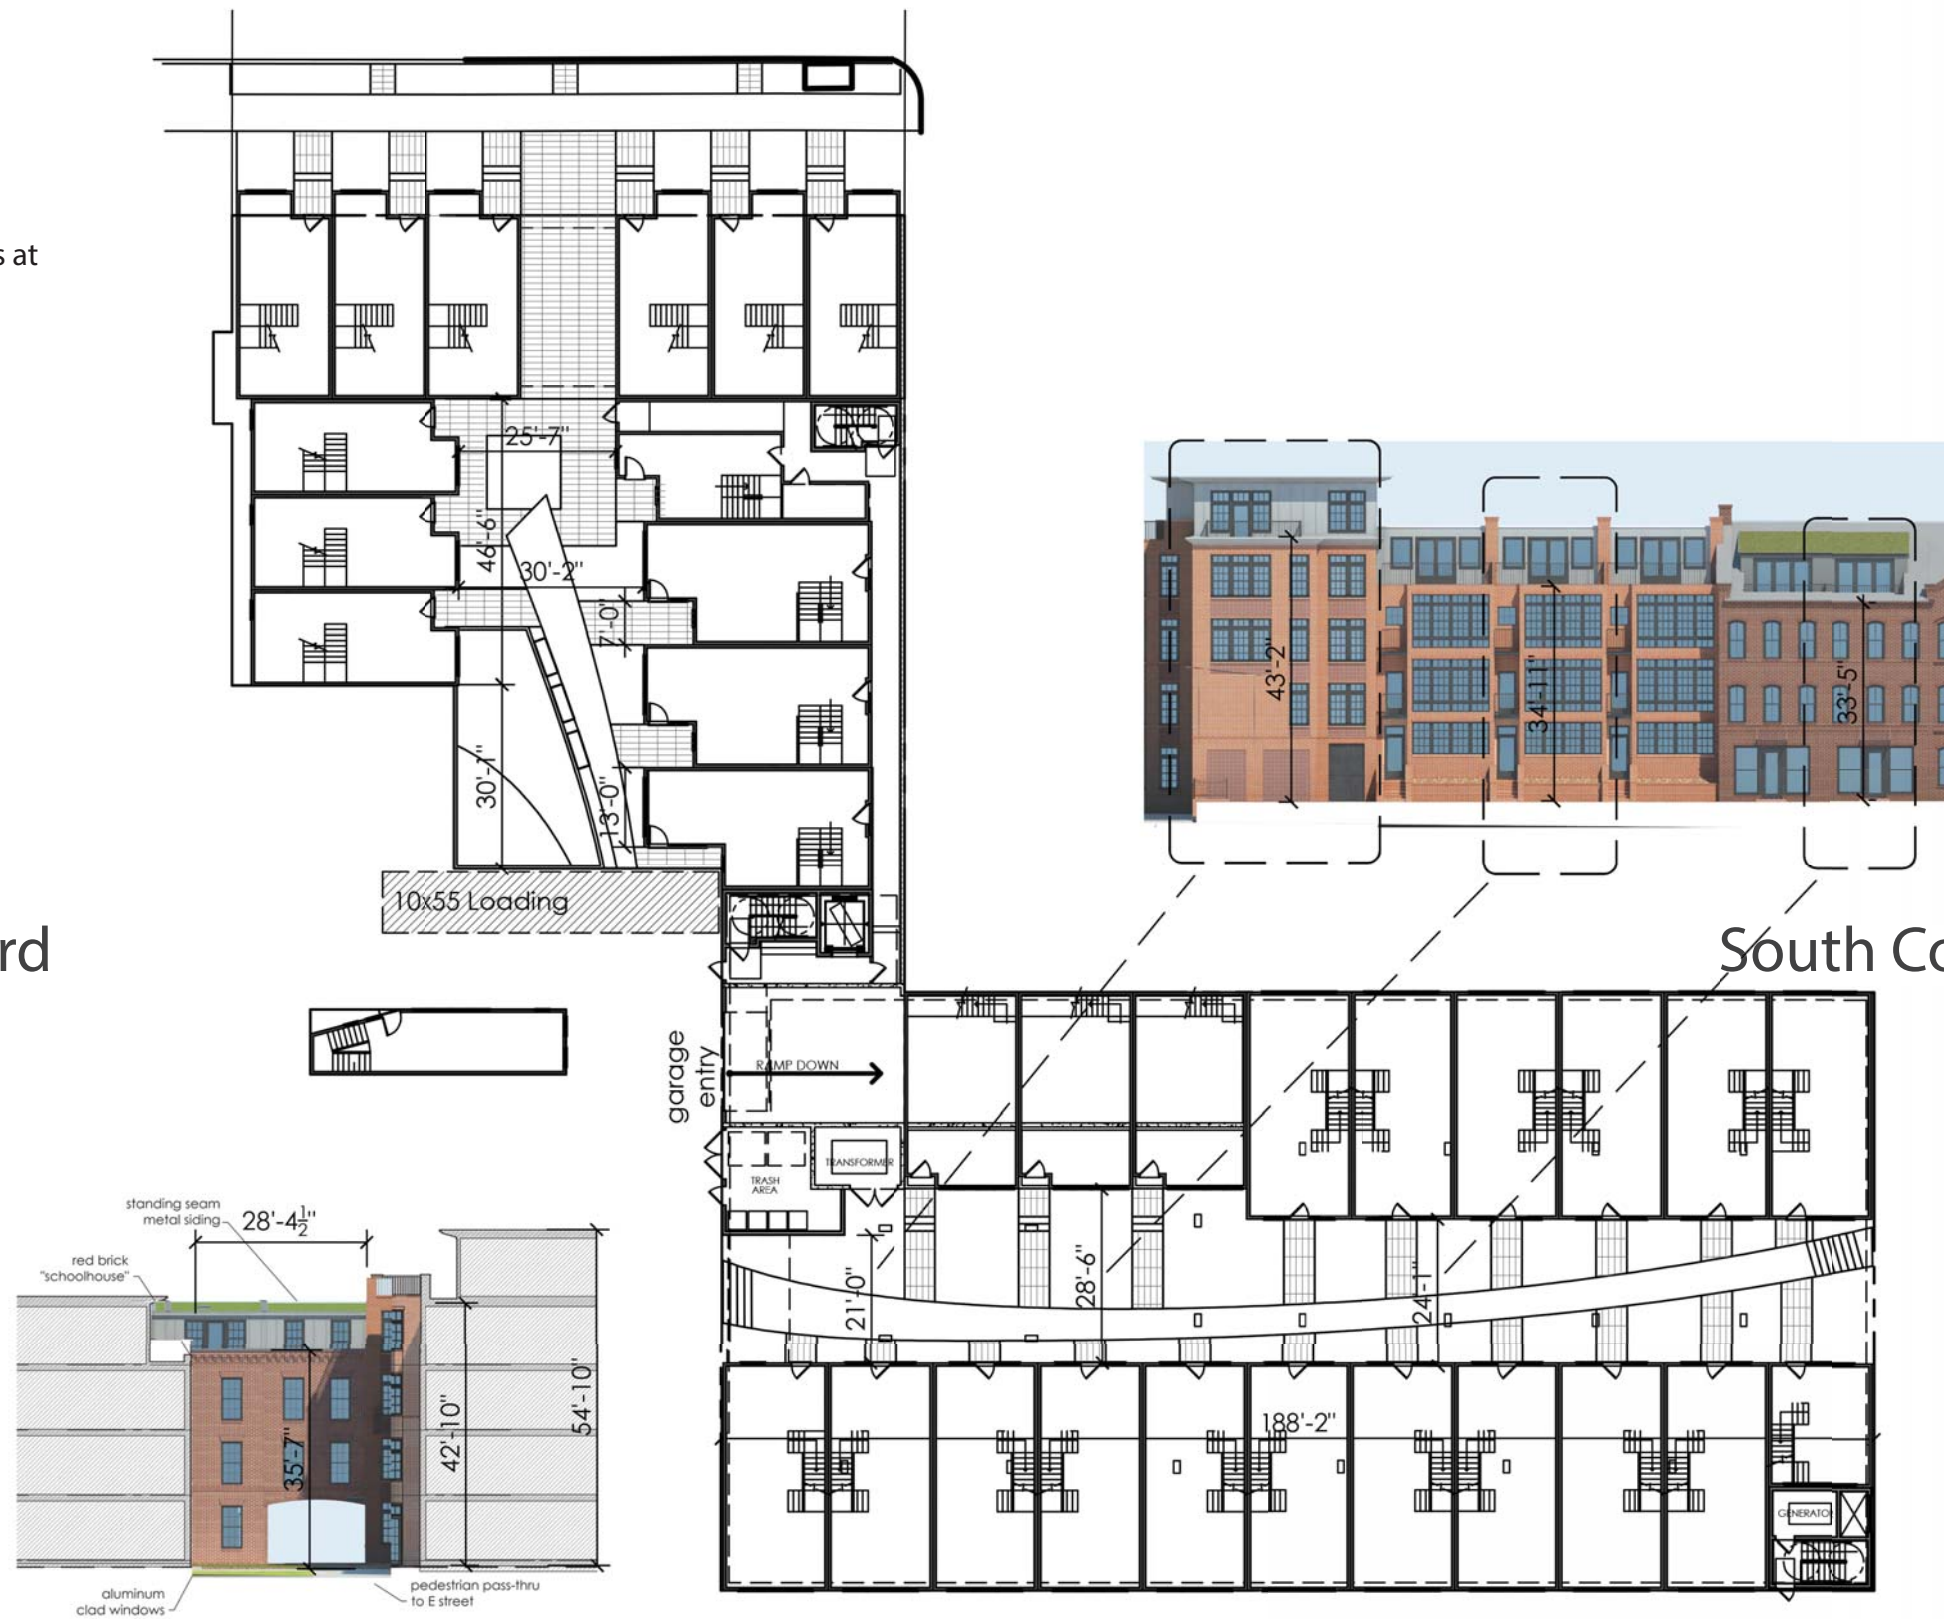 s at
25'-7"
46'-6"
30'-2"
7'-0"
30'-1"
13'-0"
10x55 Loading
43'-2"
34'-11"
33'-5"
rd
South Co
garage
entry
RAMP DOWN
TRANSFORMER
TRASH
AREA
21'-0"
28'-6"
24'-1"
188'-2"
GENERATOR
standing seam
metal siding
28'-4½"
red brick
"schoolhouse"
35'-7"
42'-10"
54'-10"
aluminum
clad windows
pedestrian pass-thru
to E street